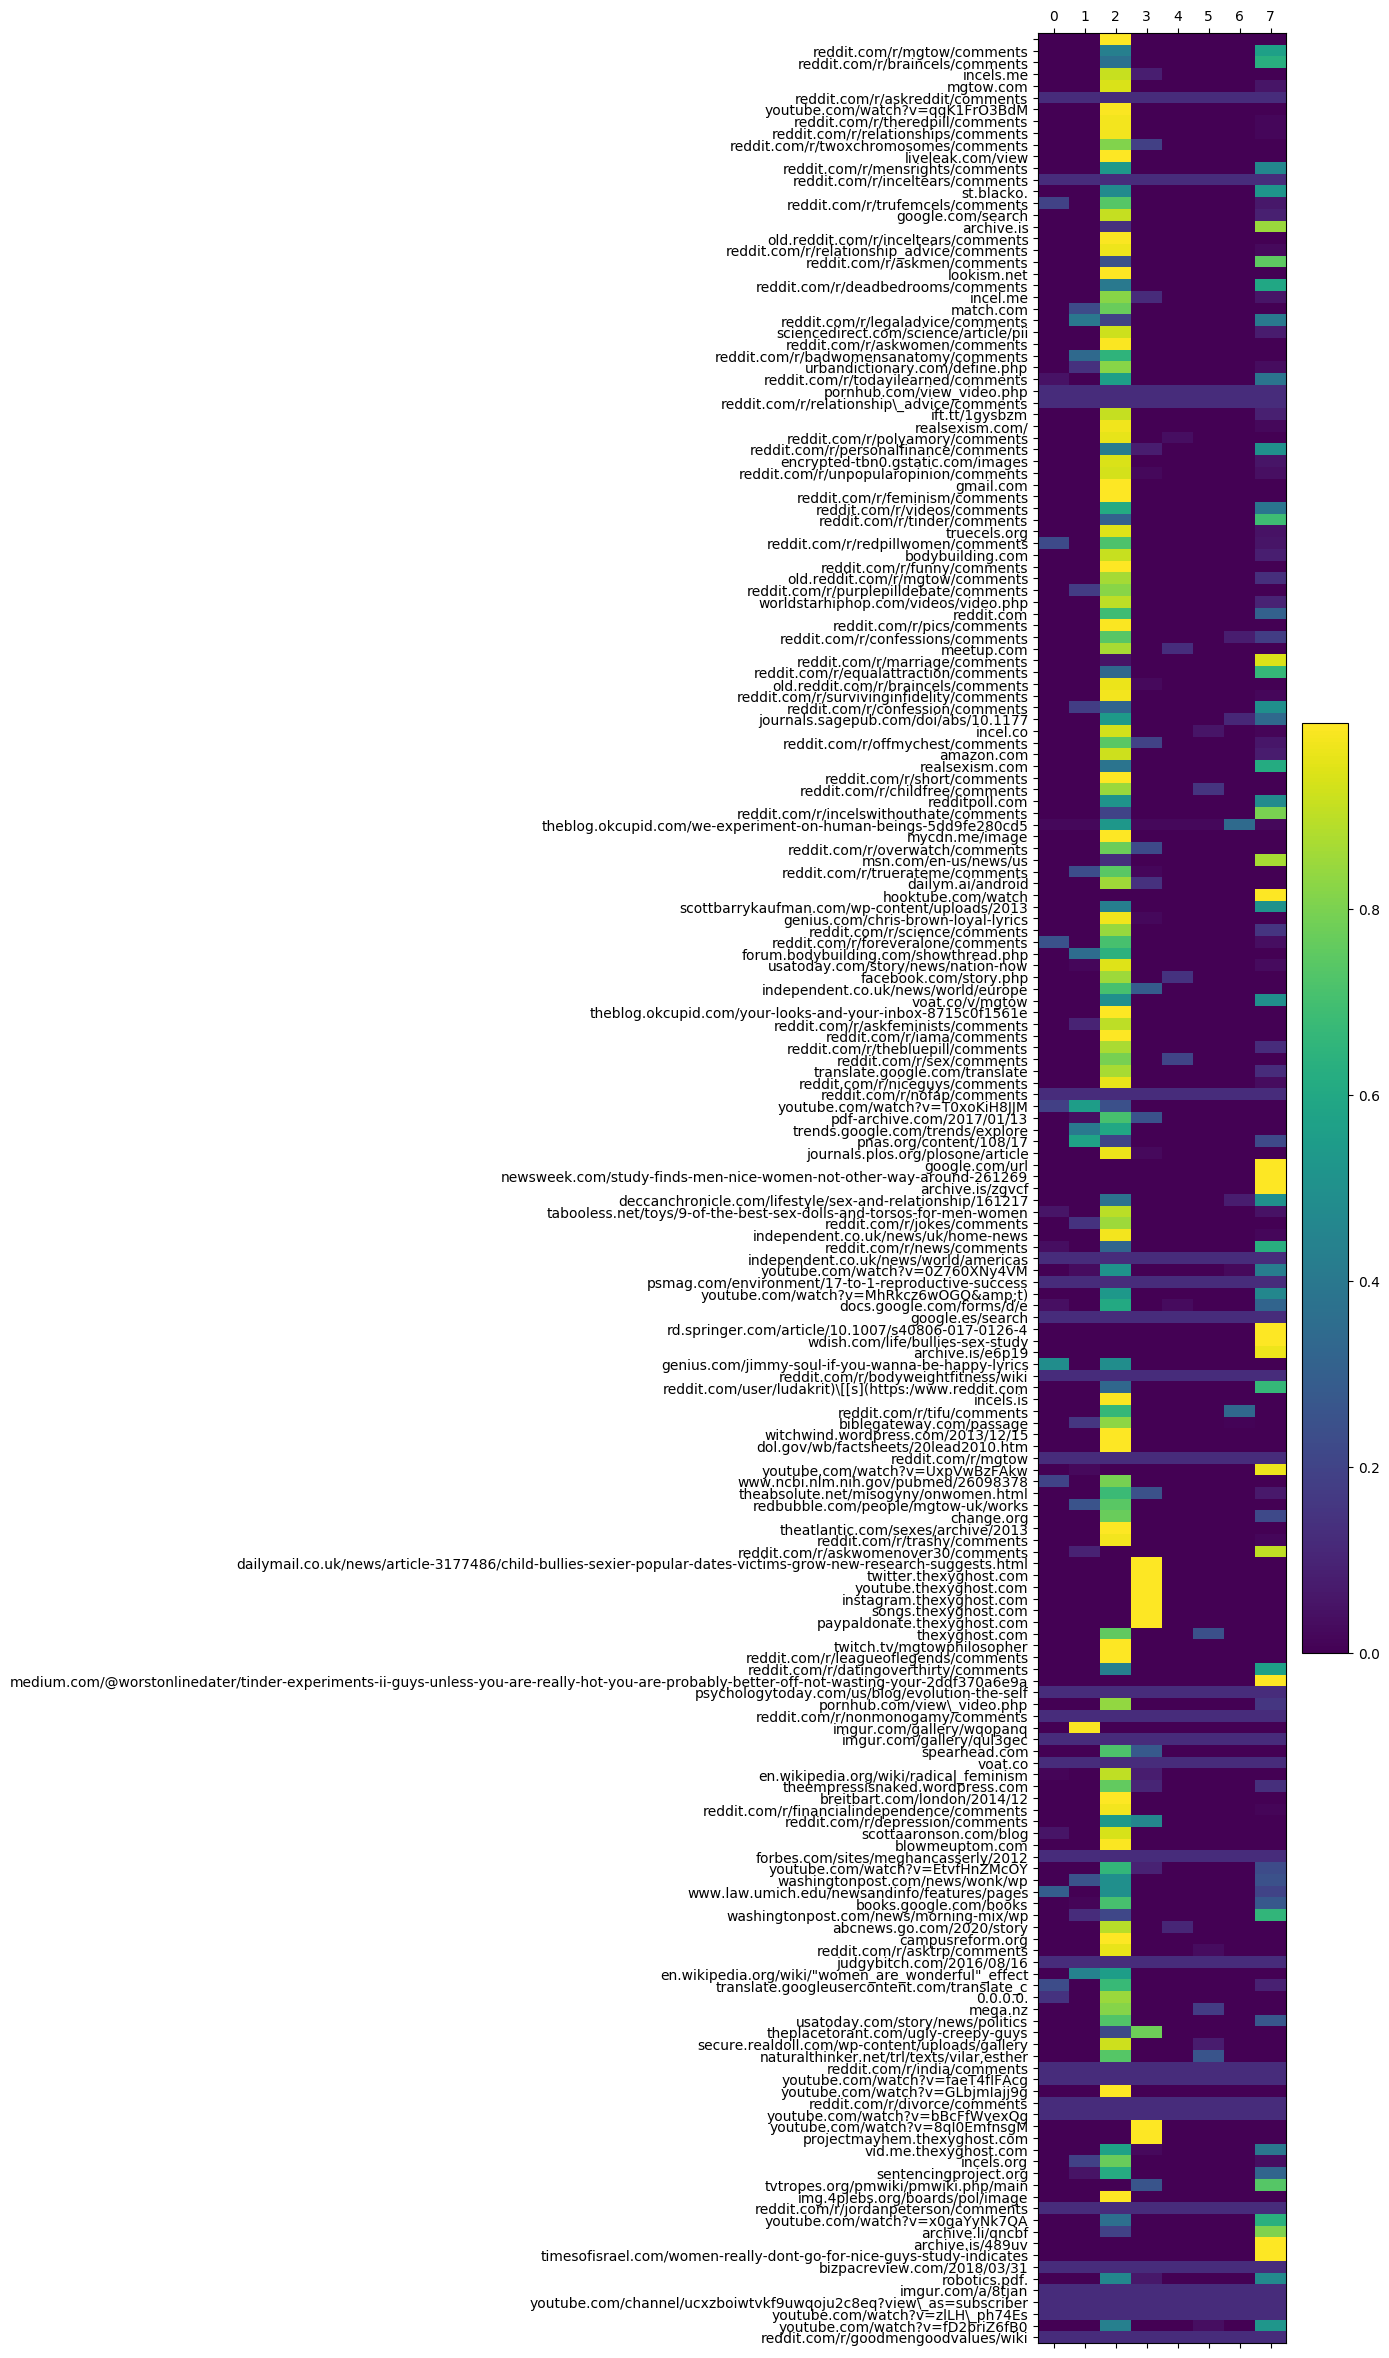 0 1 2 3 4 5 6 7
reddit.com/r/mgtow/comments
reddit.com/r/braincels/comments
incels.me
mgtow.com
reddit.com/r/askreddit/comments
youtube.com/watch?v=qqK1FrO3BdM
reddit.com/r/theredpill/comments
reddit.com/r/relationships/comments
reddit.com/r/twoxchromosomes/comments
liveleak.com/view
reddit.com/r/mensrights/comments
reddit.com/r/inceltears/comments
st.blacko.
reddit.com/r/trufemcels/comments
google.com/search
archive.is
old.reddit.com/r/inceltears/comments
reddit.com/r/relationship_advice/comments
reddit.com/r/askmen/comments
lookism.net
reddit.com/r/deadbedrooms/comments
incel.me
match.com
reddit.com/r/legaladvice/comments
sciencedirect.com/science/article/pii
reddit.com/r/askwomen/comments
reddit.com/r/badwomensanatomy/comments
urbandictionary.com/define.php
reddit.com/r/todayilearned/comments
pornhub.com/view_video.php
reddit.com/r/relationship\_advice/comments
ift.tt/1gysbzm
realsexism.com/
reddit.com/r/polyamory/comments
reddit.com/r/personalfinance/comments
encrypted-tbn0.gstatic.com/images
reddit.com/r/unpopularopinion/comments
gmail.com
reddit.com/r/feminism/comments
reddit.com/r/videos/comments
reddit.com/r/tinder/comments
truecels.org
reddit.com/r/redpillwomen/comments
bodybuilding.com
reddit.com/r/funny/comments
old.reddit.com/r/mgtow/comments
reddit.com/r/purplepilldebate/comments
worldstarhiphop.com/videos/video.php
reddit.com
reddit.com/r/pics/comments
reddit.com/r/confessions/comments
meetup.com
reddit.com/r/marriage/comments
reddit.com/r/equalattraction/comments
old.reddit.com/r/braincels/comments
reddit.com/r/survivinginfidelity/comments
reddit.com/r/confession/comments
journals.sagepub.com/doi/abs/10.1177
incel.co
reddit.com/r/offmychest/comments
amazon.com
realsexism.com
reddit.com/r/short/comments
reddit.com/r/childfree/comments
redditpoll.com
reddit.com/r/incelswithouthate/comments
theblog.okcupid.com/we-experiment-on-human-beings-5dd9fe280cd5
mycdn.me/image
reddit.com/r/overwatch/comments
msn.com/en-us/news/us
reddit.com/r/truerateme/comments
dailym.ai/android
hooktube.com/watch
scottbarrykaufman.com/wp-content/uploads/2013
genius.com/chris-brown-loyal-lyrics
reddit.com/r/science/comments
reddit.com/r/foreveralone/comments
forum.bodybuilding.com/showthread.php
usatoday.com/story/news/nation-now
facebook.com/story.php
independent.co.uk/news/world/europe
voat.co/v/mgtow
theblog.okcupid.com/your-looks-and-your-inbox-8715c0f1561e
reddit.com/r/askfeminists/comments
reddit.com/r/iama/comments
reddit.com/r/thebluepill/comments
reddit.com/r/sex/comments
translate.google.com/translate
reddit.com/r/niceguys/comments
reddit.com/r/nofap/comments
youtube.com/watch?v=T0xoKiH8JJM
pdf-archive.com/2017/01/13
trends.google.com/trends/explore
pnas.org/content/108/17
journals.plos.org/plosone/article
google.com/url
newsweek.com/study-finds-men-nice-women-not-other-way-around-261269
archive.is/zgvcf
deccanchronicle.com/lifestyle/sex-and-relationship/161217
tabooless.net/toys/9-of-the-best-sex-dolls-and-torsos-for-men-women
reddit.com/r/jokes/comments
independent.co.uk/news/uk/home-news
reddit.com/r/news/comments
independent.co.uk/news/world/americas
youtube.com/watch?v=0Z760XNy4VM
psmag.com/environment/17-to-1-reproductive-success
youtube.com/watch?v=MhRkcz6wOGQ&amp;t)
docs.google.com/forms/d/e
google.es/search
rd.springer.com/article/10.1007/s40806-017-0126-4
wdish.com/life/bullies-sex-study
archive.is/e6p19
genius.com/jimmy-soul-if-you-wanna-be-happy-lyrics
reddit.com/r/bodyweightfitness/wiki
reddit.com/user/ludakrit)\[[s](https:/www.reddit.com
incels.is
reddit.com/r/tifu/comments
biblegateway.com/passage
witchwind.wordpress.com/2013/12/15
dol.gov/wb/factsheets/20lead2010.htm
reddit.com/r/mgtow
youtube.com/watch?v=UxpVwBzFAkw
www.ncbi.nlm.nih.gov/pubmed/26098378
theabsolute.net/misogyny/onwomen.html
redbubble.com/people/mgtow-uk/works
change.org
theatlantic.com/sexes/archive/2013
reddit.com/r/trashy/comments
reddit.com/r/askwomenover30/comments
dailymail.co.uk/news/article-3177486/child-bullies-sexier-popular-dates-victims-grow-new-research-suggests.html
twitter.thexyghost.com
youtube.thexyghost.com
instagram.thexyghost.com
songs.thexyghost.com
paypaldonate.thexyghost.com
thexyghost.com
twitch.tv/mgtowphilosopher
reddit.com/r/leagueoflegends/comments
reddit.com/r/datingoverthirty/comments
medium.com/@worstonlinedater/tinder-experiments-ii-guys-unless-you-are-really-hot-you-are-probably-better-off-not-wasting-your-2ddf370a6e9a
psychologytoday.com/us/blog/evolution-the-self
pornhub.com/view\_video.php
reddit.com/r/nonmonogamy/comments
imgur.com/gallery/wqopanq
imgur.com/gallery/qul3gec
spearhead.com
voat.co
en.wikipedia.org/wiki/radical_feminism
theempressisnaked.wordpress.com
breitbart.com/london/2014/12
reddit.com/r/financialindependence/comments
reddit.com/r/depression/comments
scottaaronson.com/blog
blowmeuptom.com
forbes.com/sites/meghancasserly/2012
youtube.com/watch?v=EtvfHnZMcOY
washingtonpost.com/news/wonk/wp
www.law.umich.edu/newsandinfo/features/pages
books.google.com/books
washingtonpost.com/news/morning-mix/wp
abcnews.go.com/2020/story
campusreform.org
reddit.com/r/asktrp/comments
judgybitch.com/2016/08/16
en.wikipedia.org/wiki/"women_are_wonderful"_effect
translate.googleusercontent.com/translate_c
0.0.0.0.
mega.nz
usatoday.com/story/news/politics
theplacetorant.com/ugly-creepy-guys
secure.realdoll.com/wp-content/uploads/gallery
naturalthinker.net/trl/texts/vilar,esther
reddit.com/r/india/comments
youtube.com/watch?v=faeT4fIFAcg
youtube.com/watch?v=GLbjmIajj9g
reddit.com/r/divorce/comments
youtube.com/watch?v=bBcFfWvexQg
youtube.com/watch?v=8qI0EmfnsgM
projectmayhem.thexyghost.com
vid.me.thexyghost.com
incels.org
sentencingproject.org
tvtropes.org/pmwiki/pmwiki.php/main
img.4plebs.org/boards/pol/image
reddit.com/r/jordanpeterson/comments
youtube.com/watch?v=x0gaYyNk7QA
archive.li/qncbf
archive.is/489uv
timesofisrael.com/women-really-dont-go-for-nice-guys-study-indicates
bizpacreview.com/2018/03/31
robotics.pdf.
imgur.com/a/8tjan
youtube.com/channel/ucxzboiwtvkf9uwqoju2c8eq?view\_as=subscriber
youtube.com/watch?v=zlLH\_ph74Es
youtube.com/watch?v=fD2briZ6fB0
reddit.com/r/goodmengoodvalues/wiki
0.8
0.6
0.4
0.2
0.0